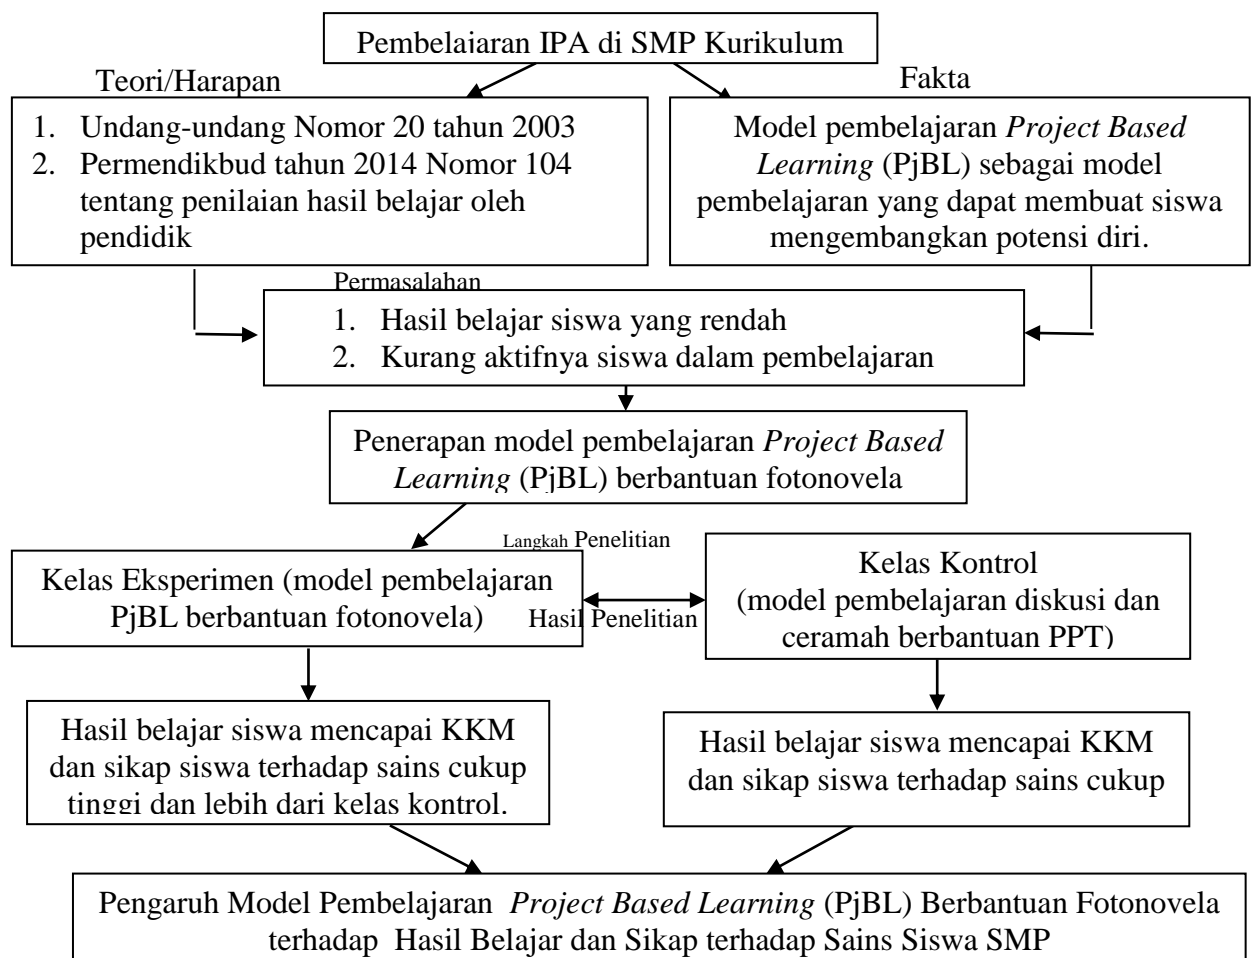 Pembelajaran IPA di SMP Kurikulum
Teori/Harapan
Fakta
1. Undang-undang Nomor 20 tahun 2003
2. Permendikbud tahun 2014 Nomor 104
tentang penilaian hasil belajar oleh
pendidik
Model pembelajaran Project Based
Learning (PjBL) sebagai model
pembelajaran yang dapat membuat siswa
mengembangkan potensi diri.
Permasalahan
1. Hasil belajar siswa yang rendah
2. Kurang aktifnya siswa dalam pembelajaran
Penerapan model pembelajaran Project Based
Learning (PjBL) berbantuan fotonovela
Langkah Penelitian
Kelas Eksperimen (model pembelajaran
PjBL berbantuan fotonovela)
Hasil Penelitian
Kelas Kontrol
(model pembelajaran diskusi dan
ceramah berbantuan PPT)
Hasil belajar siswa mencapai KKM
dan sikap siswa terhadap sains cukup
tinggi dan lebih dari kelas kontrol.
Hasil belajar siswa mencapai KKM
dan sikap siswa terhadap sains cukup
Pengaruh Model Pembelajaran Project Based Learning (PjBL) Berbantuan Fotonovela
terhadap Hasil Belajar dan Sikap terhadap Sains Siswa SMP